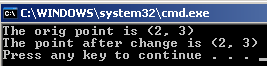 C:\WINDOWS\system32\cmd.exe
The orig point is (2, 3)
The point after change is (2, 3)
Press any key to continue . . .